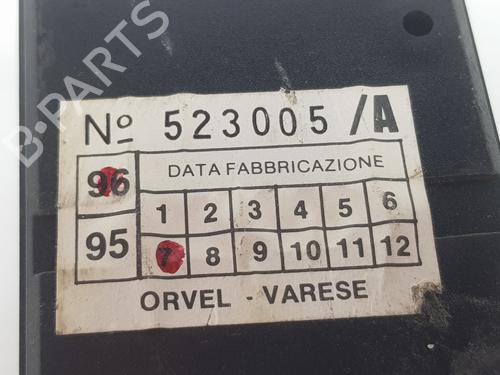 B-PARTS
Nº 523005/A
96 DATA FABBRICAZIONE
1 2 3 4 5 6
95 7 8 9 10 11 12
ORVEL - VARESE